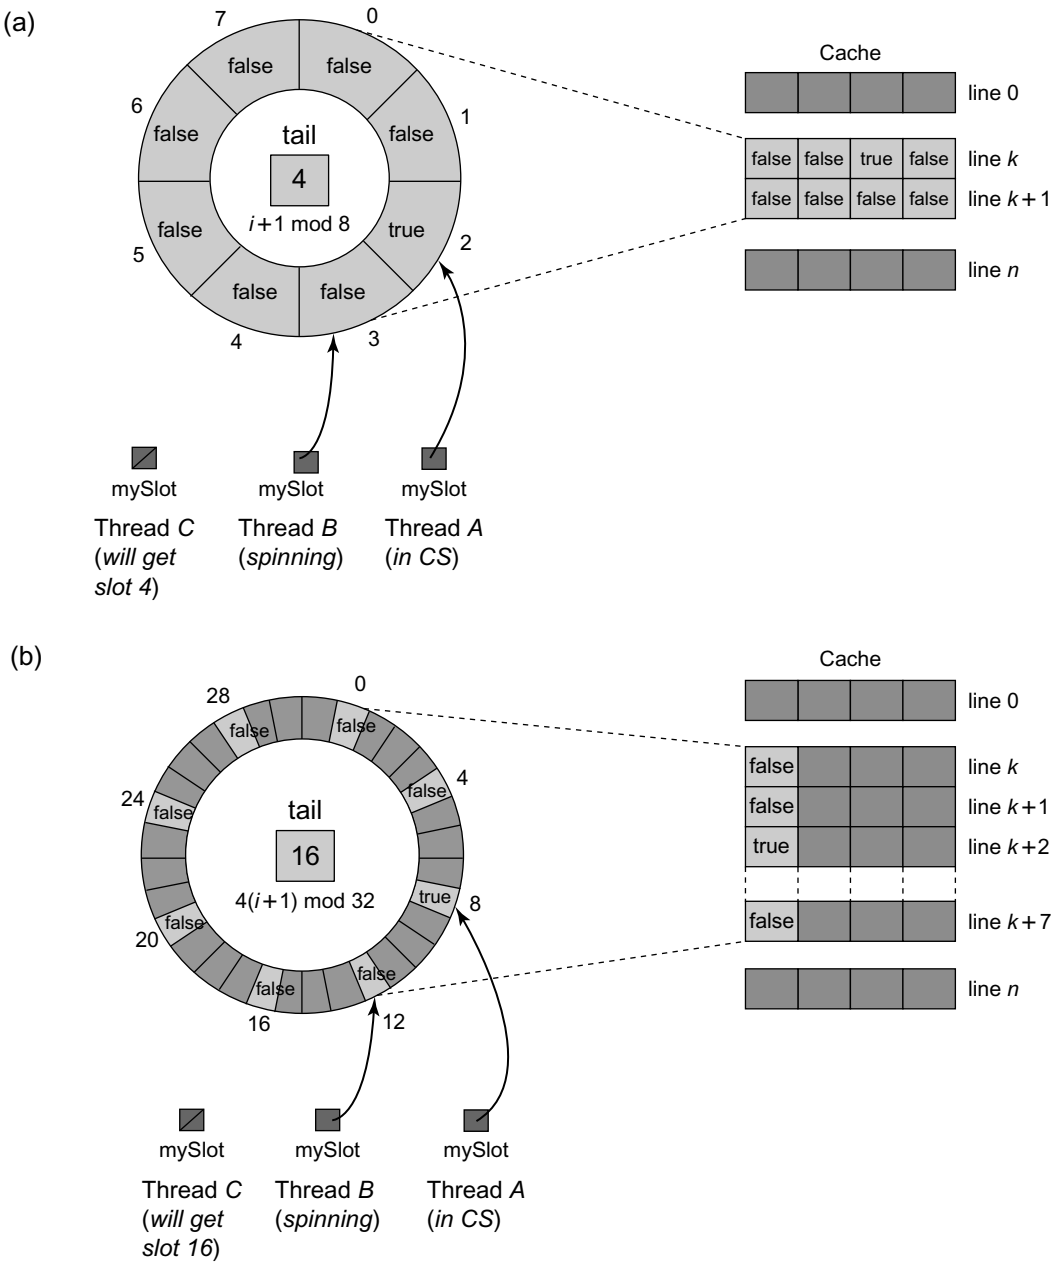 (a)
7
0
false
false
Cache
line 0
6
1
false
false
tail
4
i+1 mod 8
false
false
true
false
line k
false
false
false
false
line k+1
false
true
5
2
line n
false
false
4
3
mySlot
mySlot
mySlot
Thread C
(will get
slot 4)
Thread B
(spinning)
Thread A
(in CS)
(b)
Cache
28
0
line 0
false
false
24
4
false
false
tail
16
4(i+1) mod 32
false
line k
false
line k+1
true
line k+2
false
line k+7
true
8
false
20
false
false
16
12
line n
mySlot
mySlot
mySlot
Thread C
(will get
slot 16)
Thread B
(spinning)
Thread A
(in CS)